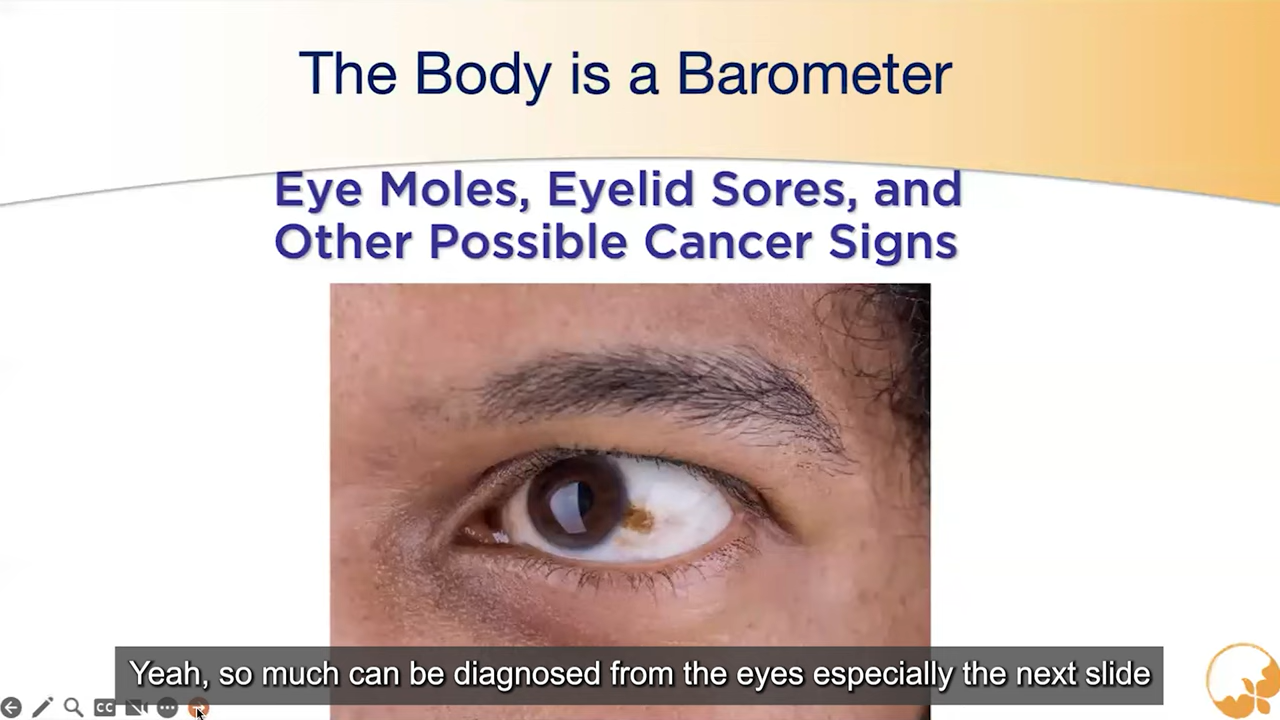 The Body is a Barometer
Eye Moles, Eyelid Sores, and
Other Possible Cancer Signs
Yeah, so much can be diagnosed from the eyes especially the next slide
CC